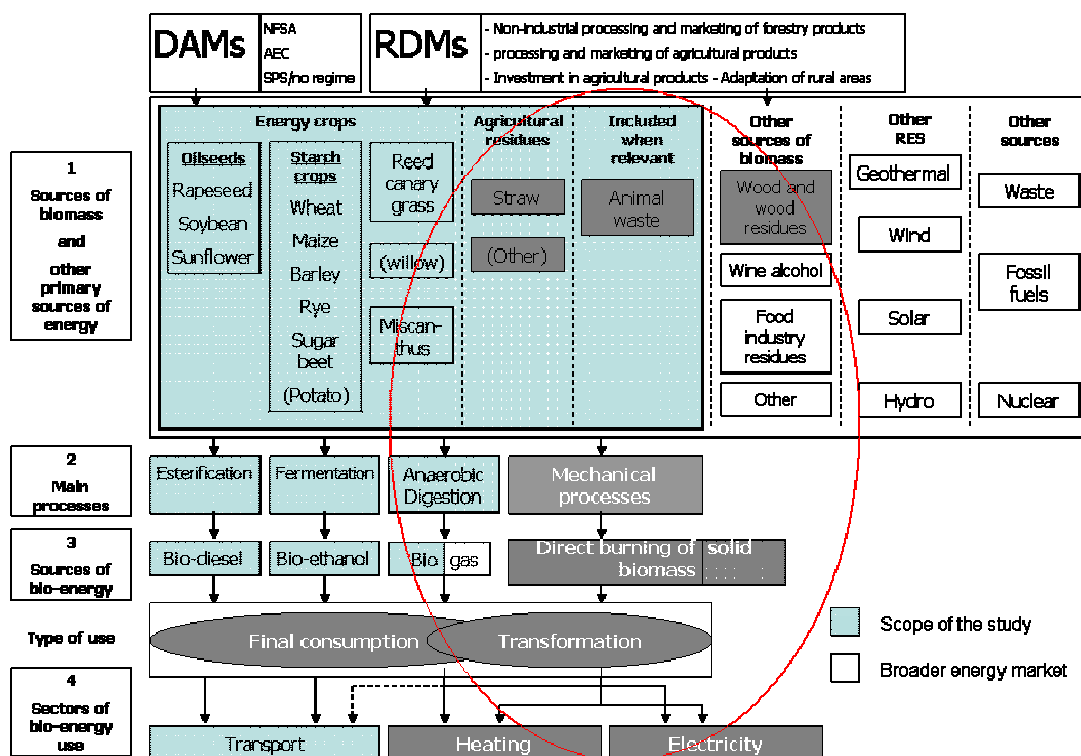 DAMs
NFSA
AEC
SPS/no regime
RDMs
- Non-industrial processing and marketing of forestry products
- processing and marketing of agricultural products
- Investment in agricultural products - Adaptation of rural areas
1
Sources of
biomass
and
other
primary
sources of
energy
Energy crops
Oilseeds
Rapeseed
Soybean
Sunflower
Starch
crops
Wheat
Maize
Barley
Rye
Sugar
beet
(Potato)
Reed
canary
grass
(willow)
Miscan-
thus
Agricultural
residues
Straw
(Other)
Included
when
relevant
Animal
waste
Other
sources of
biomass
Wood and
wood
residues
Wine alcohol
Food
industry
residues
Other
Other
RES
Geothermal
Wind
Solar
Hydro
Other
sources
Waste
Fossil
fuels
Nuclear
2
Main
processes
Esterification
Fermentation
Anaerobic
Digestion
Mechanical
processes
3
Sources of
bio-energy
Bio-diesel
Bio-ethanol
Bio gas
Direct burning of solid
biomass
Type of use
Final consumption
Transformation
Scope of the study
Broader energy market
4
Sectors of
bio-energy
use
Transport
Heating
Electricity